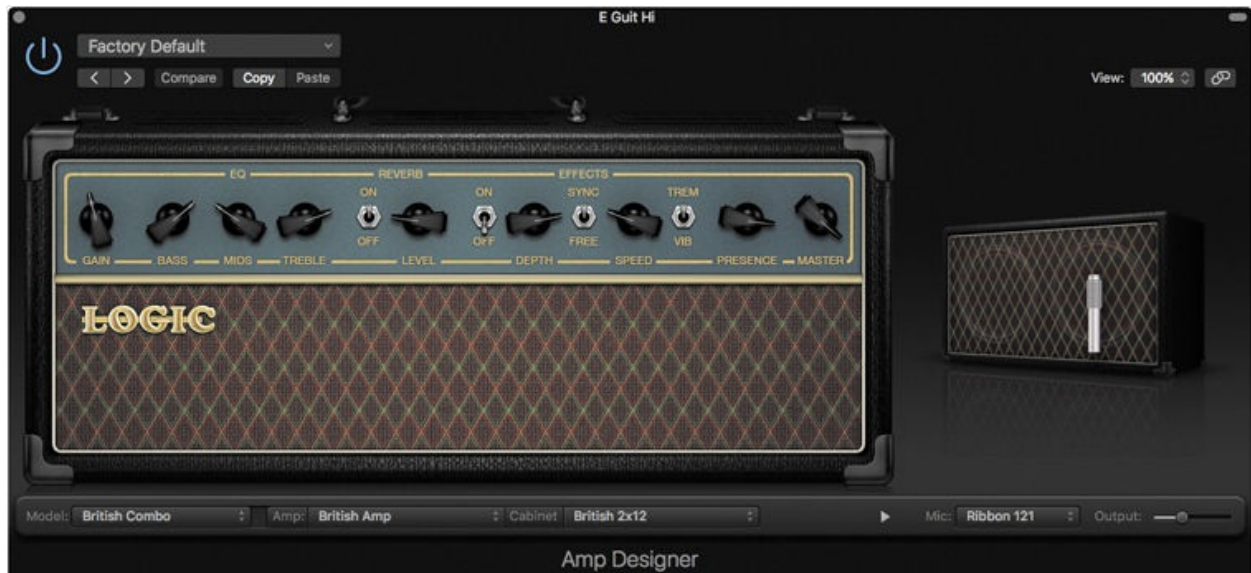 E Guit Hi
Factory Default
Compare Copy Paste
View: 100%
EQ REVERB EFFECTS
ON ON SYNC TREM
OFF OFF FREE VIB
GAIN BASS MIDS TREBLE LEVEL DEPTH SPEED PRESENCE MASTER
LOGIC
Model: British Combo Amp: British Amp Cabinet British 2x12 Mic: Ribbon 121 Output:
Amp Designer